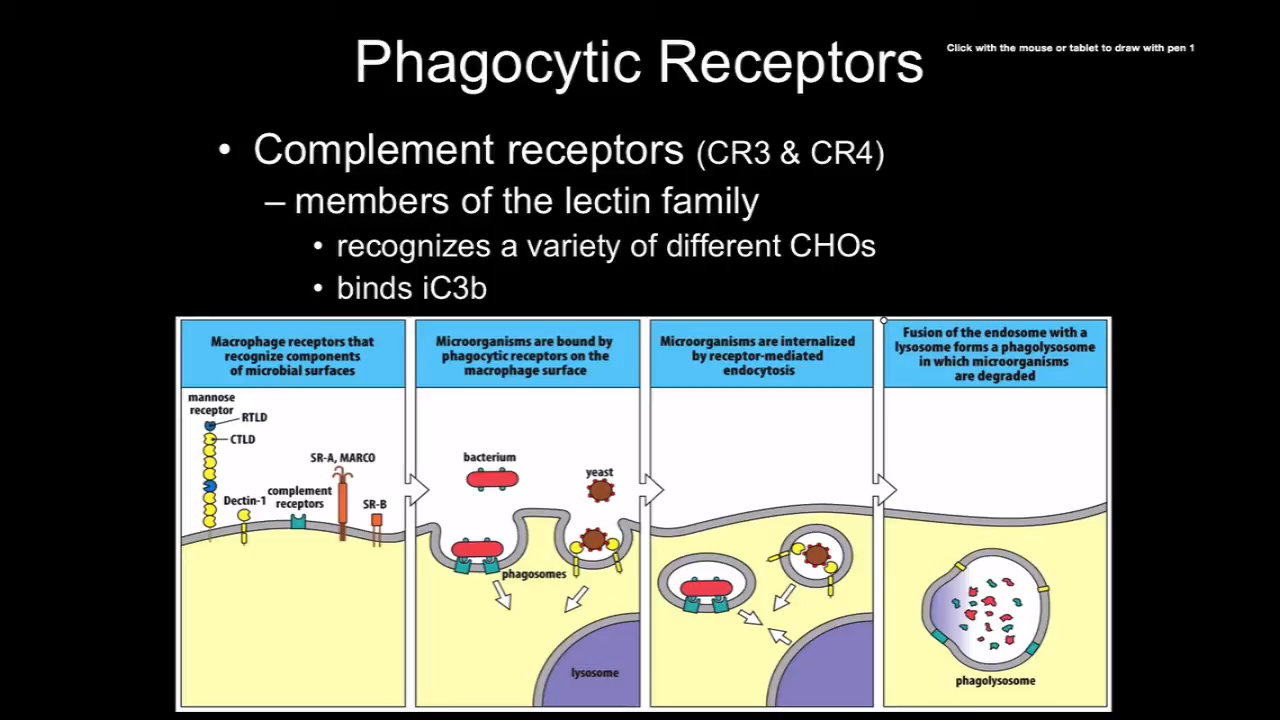 Phagocytic Receptors
Click with the mouse or tablet to draw with pen 1
• Complement receptors (CR3 & CR4)
– members of the lectin family
• recognizes a variety of different CHOs
• binds iC3b
Macrophage receptors that
recognize components
of microbial surfaces
mannose
receptor
RTLD
CTLD
Dectin-1
complement
receptors
SR-A, MARCO
SR-B
Microorganisms are bound by
phagocytic receptors on the
macrophage surface
bacterium
yeast
phagosomes
lysosome
Microorganisms are internalized
by receptor-mediated
endocytosis
Fusion of the endosome with a
lysosome forms a phagolysosome
in which microorganisms
are degraded
phagolysosome